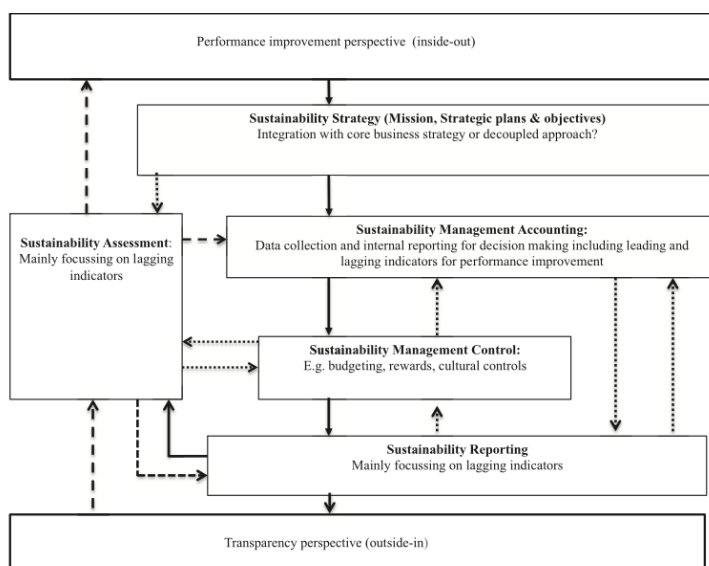 Performance improvement perspective (inside-out)
Sustainability Strategy (Mission, Strategic plans & objectives)
Integration with core business strategy or decoupled approach?
Sustainability Assessment:
Mainly focussing on lagging
indicators
Sustainability Management Accounting:
Data collection and internal reporting for decision making including leading and
lagging indicators for performance improvement
Sustainability Management Control:
E.g. budgeting, rewards, cultural controls
Sustainability Reporting
Mainly focussing on lagging indicators
Transparency perspective (outside-in)